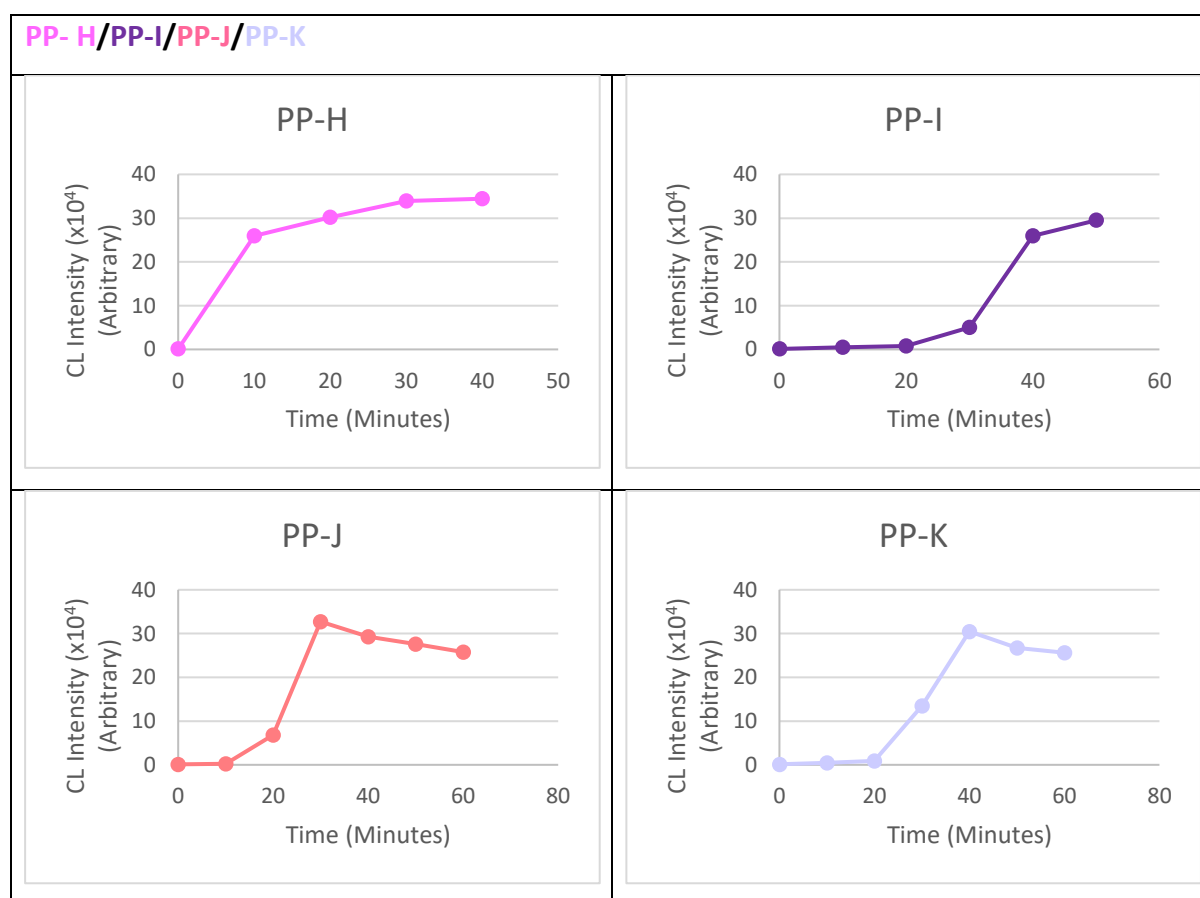 PP- H/PP-I/PP-J/PP-K
PP-H
CL Intensity (x10⁴)
(Arbitrary)
40
30
20
10
0
0 10 20 30 40 50
Time (Minutes)
PP-I
CL Intensity (x10⁴)
(Arbitrary)
40
30
20
10
0
0 20 40 60
Time (Minutes)
PP-J
CL Intensity (x10⁴)
(Arbitrary)
40
30
20
10
0
0 20 40 60 80
Time (Minutes)
PP-K
CL Intensity (x10⁴)
(Arbitrary)
40
30
20
10
0
0 20 40 60 80
Time (Minutes)